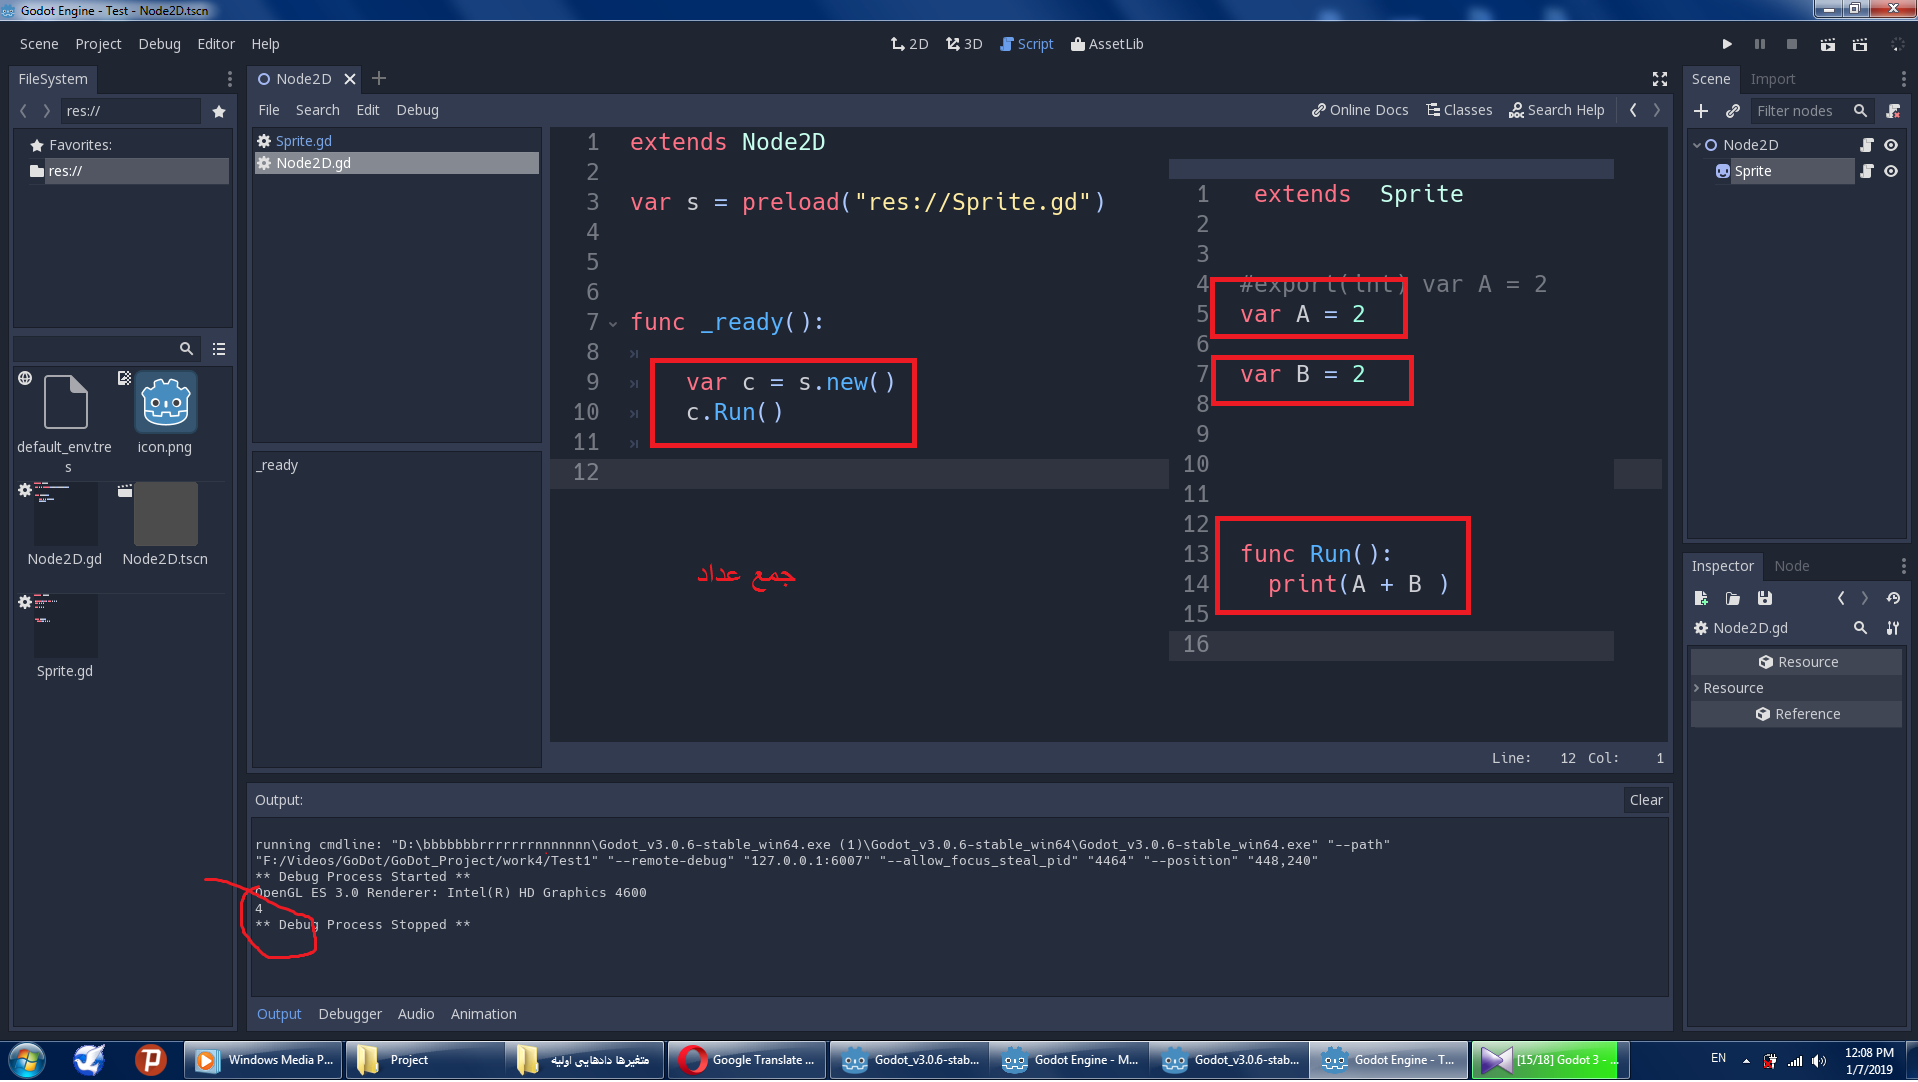 Godot Engine - Test - Node2D.tscn
Scene Project Debug Editor Help
2D 3D Script AssetLib
FileSystem
res://
Favorites:
res://
default_env.tres
icon.png
Node2D.gd
Node2D.tscn
Sprite.gd
Node2D
File Search Edit Debug
Online Docs Classes Search Help
Sprite.gd
Node2D.gd
_ready
1 extends Node2D
2
3 var s = preload("res://Sprite.gd")
4
5
6
7 func _ready():
8
9 var c = s.new()
10 c.Run()
11
12
جمع عداد
1 extends Sprite
2
3
4 #export(int) var A = 2
5 var A = 2
6
7 var B = 2
8
9
10
11
12
13 func Run():
14 print(A + B )
15
16
Line: 12 Col: 1
Output:
Clear
running cmdline: "D:\bbbbbbbrrrrrrrnnnnnnn\Godot_v3.0.6-stable_win64.exe (1)\Godot_v3.0.6-stable_win64\Godot_v3.0.6-stable_win64.exe" "--path"
"F:/Videos/GoDot/GoDot_Project/work4/Test1" "--remote-debug" "127.0.0.1:6007" "--allow_focus_steal_pid" "4464" "--position" "448,240"
** Debug Process Started **
OpenGL ES 3.0 Renderer: Intel(R) HD Graphics 4600
4
** Debug Process Stopped **
Output Debugger Audio Animation
Scene Import
Filter nodes
Node2D
Sprite
Inspector Node
Node2D.gd
Resource
Resource
Reference
Windows Media P...
Project
متغیرها دادهایی اولیه
Google Translate ...
Godot_v3.0.6-stab...
Godot Engine - M...
Godot_v3.0.6-stab...
Godot Engine - T...
[15/18] Godot 3 - ...
EN
12:08 PM
1/7/2019